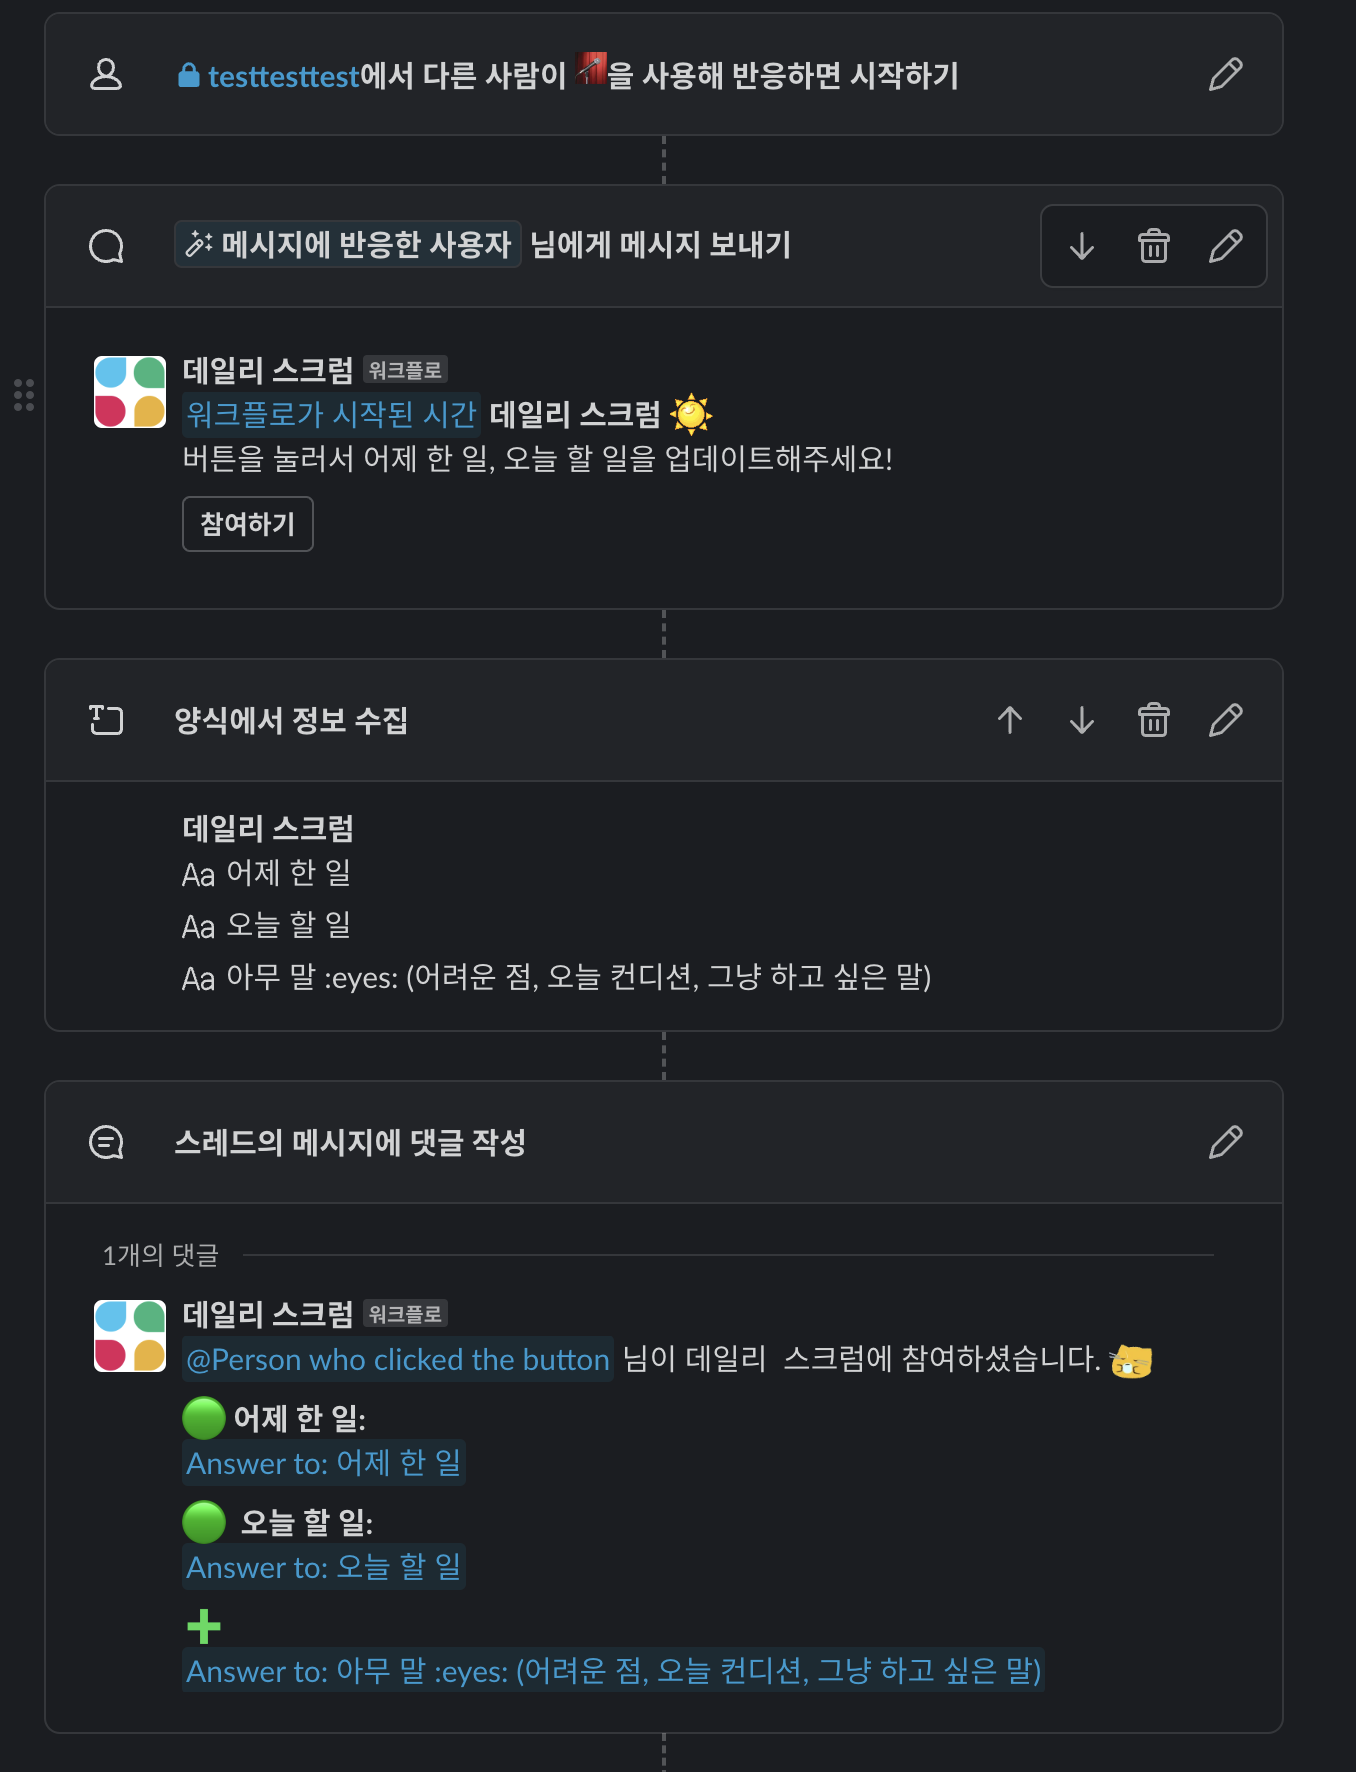 testtesttest에서 다른 사람이 을 사용해 반응하면 시작하기
메시지에 반응한 사용자 님에게 메시지 보내기
데일리 스크럼 워크플로
워크플로가 시작된 시간 데일리 스크럼
버튼을 눌러서 어제 한 일, 오늘 할 일을 업데이트해주세요!
참여하기
양식에서 정보 수집
데일리 스크럼
Aa 어제 한 일
Aa 오늘 할 일
Aa 아무 말 :eyes: (어려운 점, 오늘 컨디션, 그냥 하고 싶은 말)
스레드의 메시지에 댓글 작성
1개의 댓글
데일리 스크럼 워크플로
@Person who clicked the button 님이 데일리  스크럼에 참여하셨습니다.
어제 한 일:
Answer to: 어제 한 일
오늘 할 일:
Answer to: 오늘 할 일
Answer to: 아무 말 :eyes: (어려운 점, 오늘 컨디션, 그냥 하고 싶은 말)